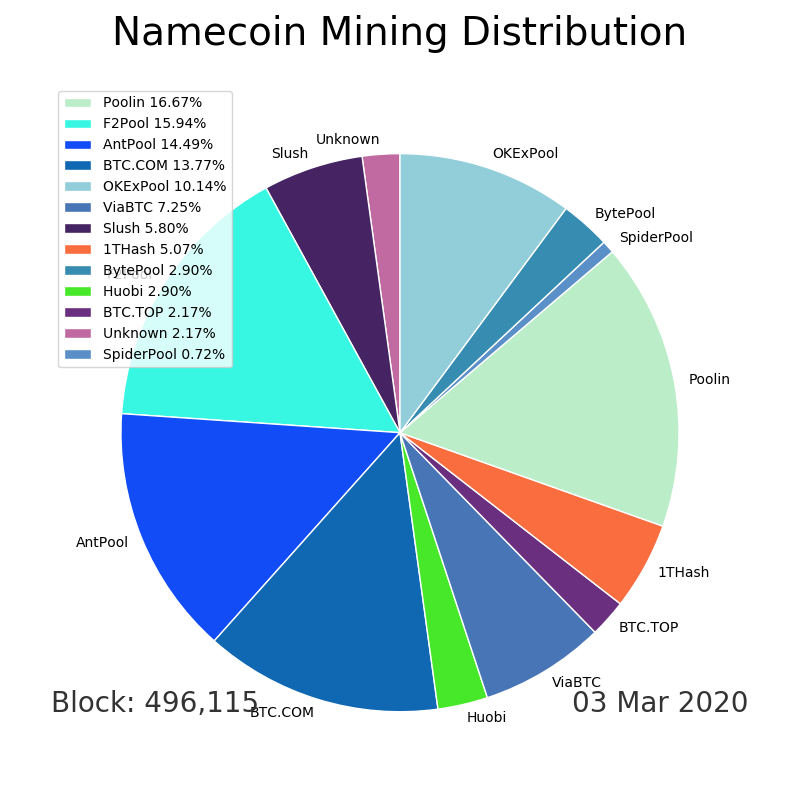 Namecoin Mining Distribution
Poolin 16.67%
F2Pool 15.94%
AntPool 14.49%
BTC.COM 13.77%
OKExPool 10.14%
ViaBTC 7.25%
Slush 5.80%
1THash 5.07%
BytePool 2.90%
Huobi 2.90%
BTC.TOP 2.17%
Unknown 2.17%
SpiderPool 0.72%
Unknown
Slush
OKExPool
BytePool
SpiderPool
Poolin
F2Pool
AntPool
1THash
BTC.TOP
ViaBTC
Huobi
BTC.COM
Block: 496,115
03 Mar 2020